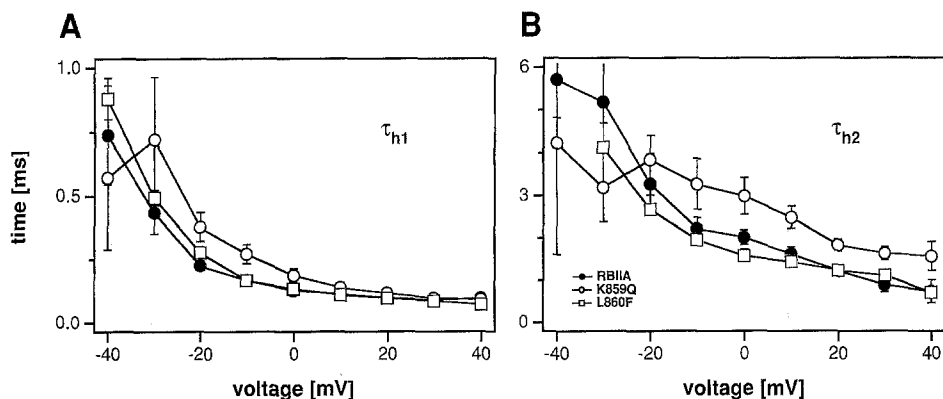 A
B
1.0
0.5
0.0
time [ms]
τh1
-40 -20 0 20 40
voltage [mV]
6
3
0
τh2
RBIIA
K859Q
L860F
-40 -20 0 20 40
voltage [mV]